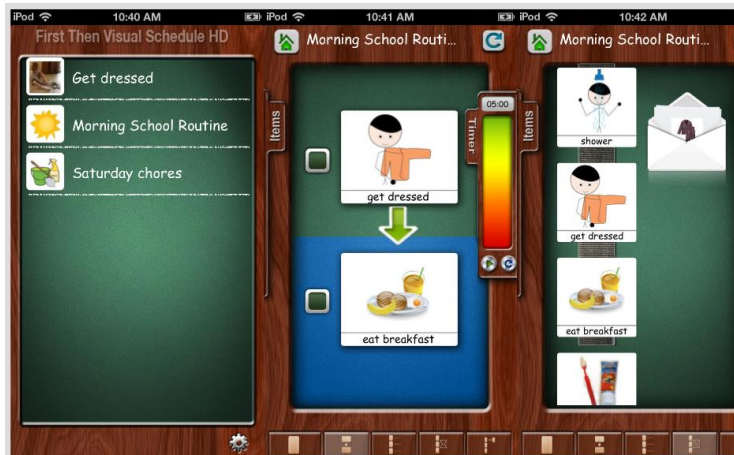 iPod 10:40 AM
First Then Visual Schedule HD
Get dressed
Morning School Routine
Saturday chores
iPod 10:41 AM
Morning School Routi...
Items
05:00
Timer
get dressed
eat breakfast
iPod 10:42 AM
Morning School Routi...
Items
shower
get dressed
eat breakfast